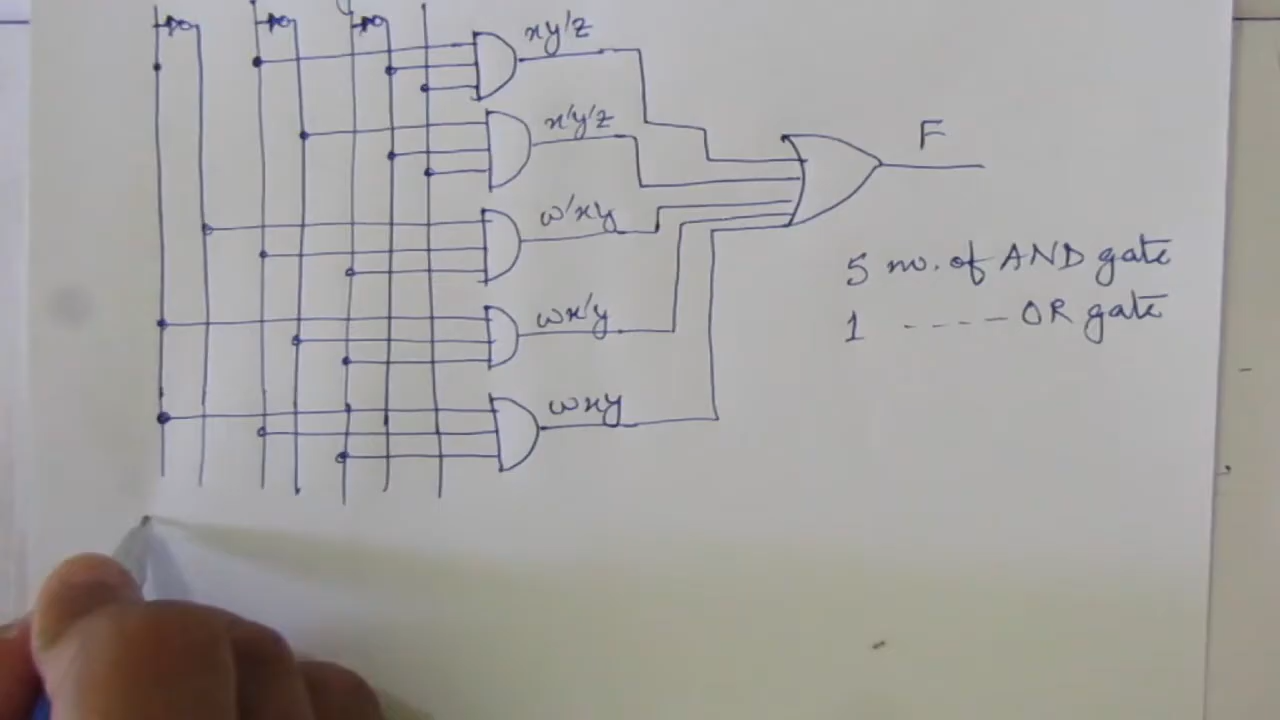 xy'z
x'y'z
w'xy
wx'y
wxy
F
5 no. of AND gate
1 ---- OR gate